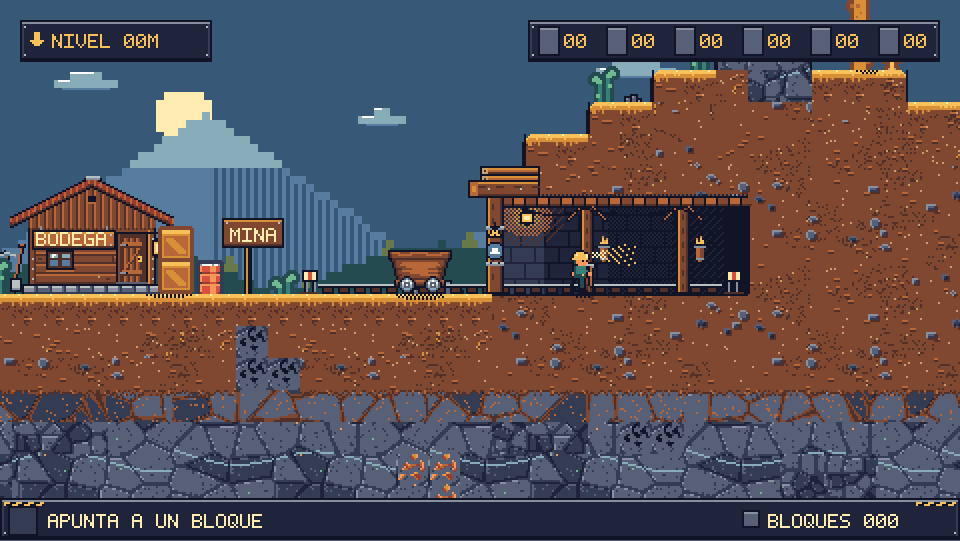 NIVEL 00M
00 00 00 00 00 00
BODEGA
MINA
APUNTA A UN BLOQUE
BLOQUES 000